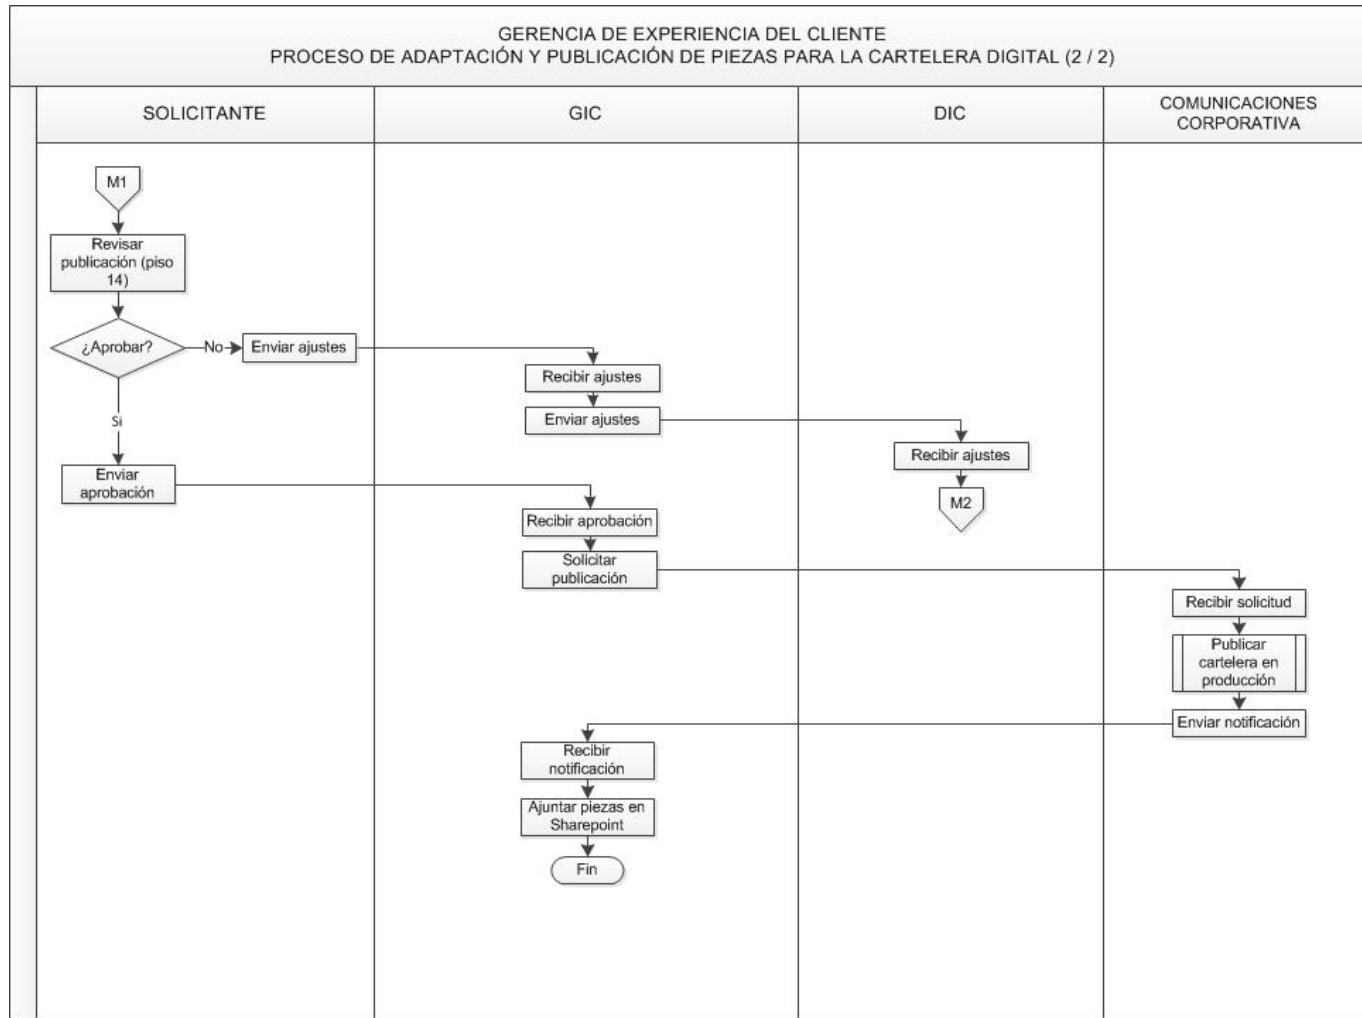 GERENCIA DE EXPERIENCIA DEL CLIENTE
PROCESO DE ADAPTACIÓN Y PUBLICACIÓN DE PIEZAS PARA LA CARTELERA DIGITAL (2 / 2)
SOLICITANTE
GIC
DIC
COMUNICACIONES
CORPORATIVA
M1
Revisar
publicación (piso
14)
¿Aprobar?
No
Enviar ajustes
Recibir ajustes
Enviar ajustes
Recibir ajustes
M2
Si
Enviar
aprobación
Recibir aprobación
Solicitar
publicación
Recibir solicitud
Publicar
cartelera en
producción
Enviar notificación
Recibir
notificación
Ajuntar piezas en
Sharepoint
Fin